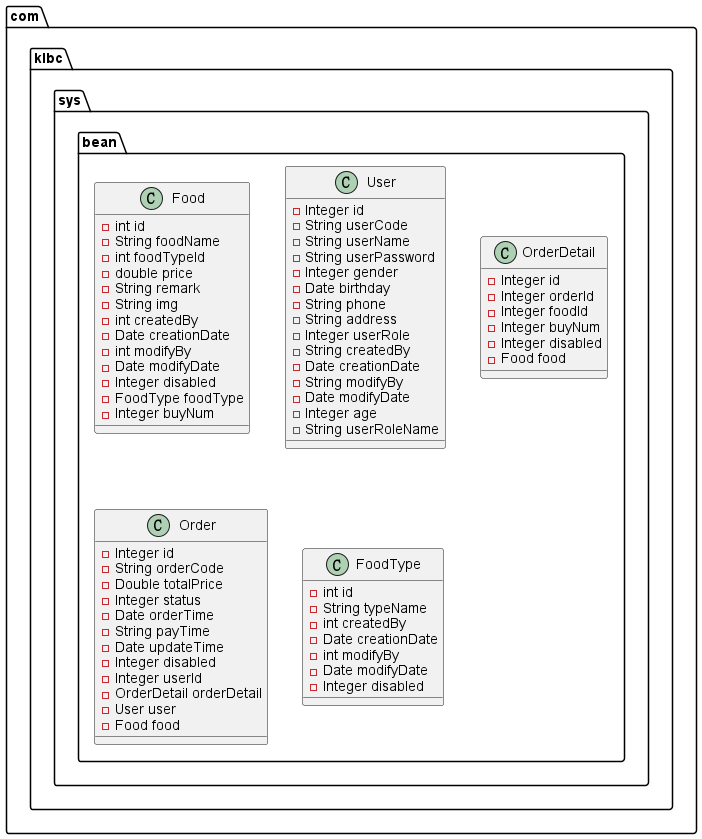 com
klbc
sys
bean
C Food
int id
String foodName
int foodTypeId
double price
String remark
String img
int createdBy
Date creationDate
int modifyBy
Date modifyDate
Integer disabled
FoodType foodType
Integer buyNum
C User
Integer id
String userCode
String userName
String userPassword
Integer gender
Date birthday
String phone
String address
Integer userRole
String createdBy
Date creationDate
String modifyBy
Date modifyDate
Integer age
String userRoleName
C OrderDetail
Integer id
Integer orderId
Integer foodId
Integer buyNum
Integer disabled
Food food
C Order
Integer id
String orderCode
Double totalPrice
Integer status
Date orderTime
String payTime
Date updateTime
Integer disabled
Integer userId
OrderDetail orderDetail
User user
Food food
C FoodType
int id
String typeName
int createdBy
Date creationDate
int modifyBy
Date modifyDate
Integer disabled